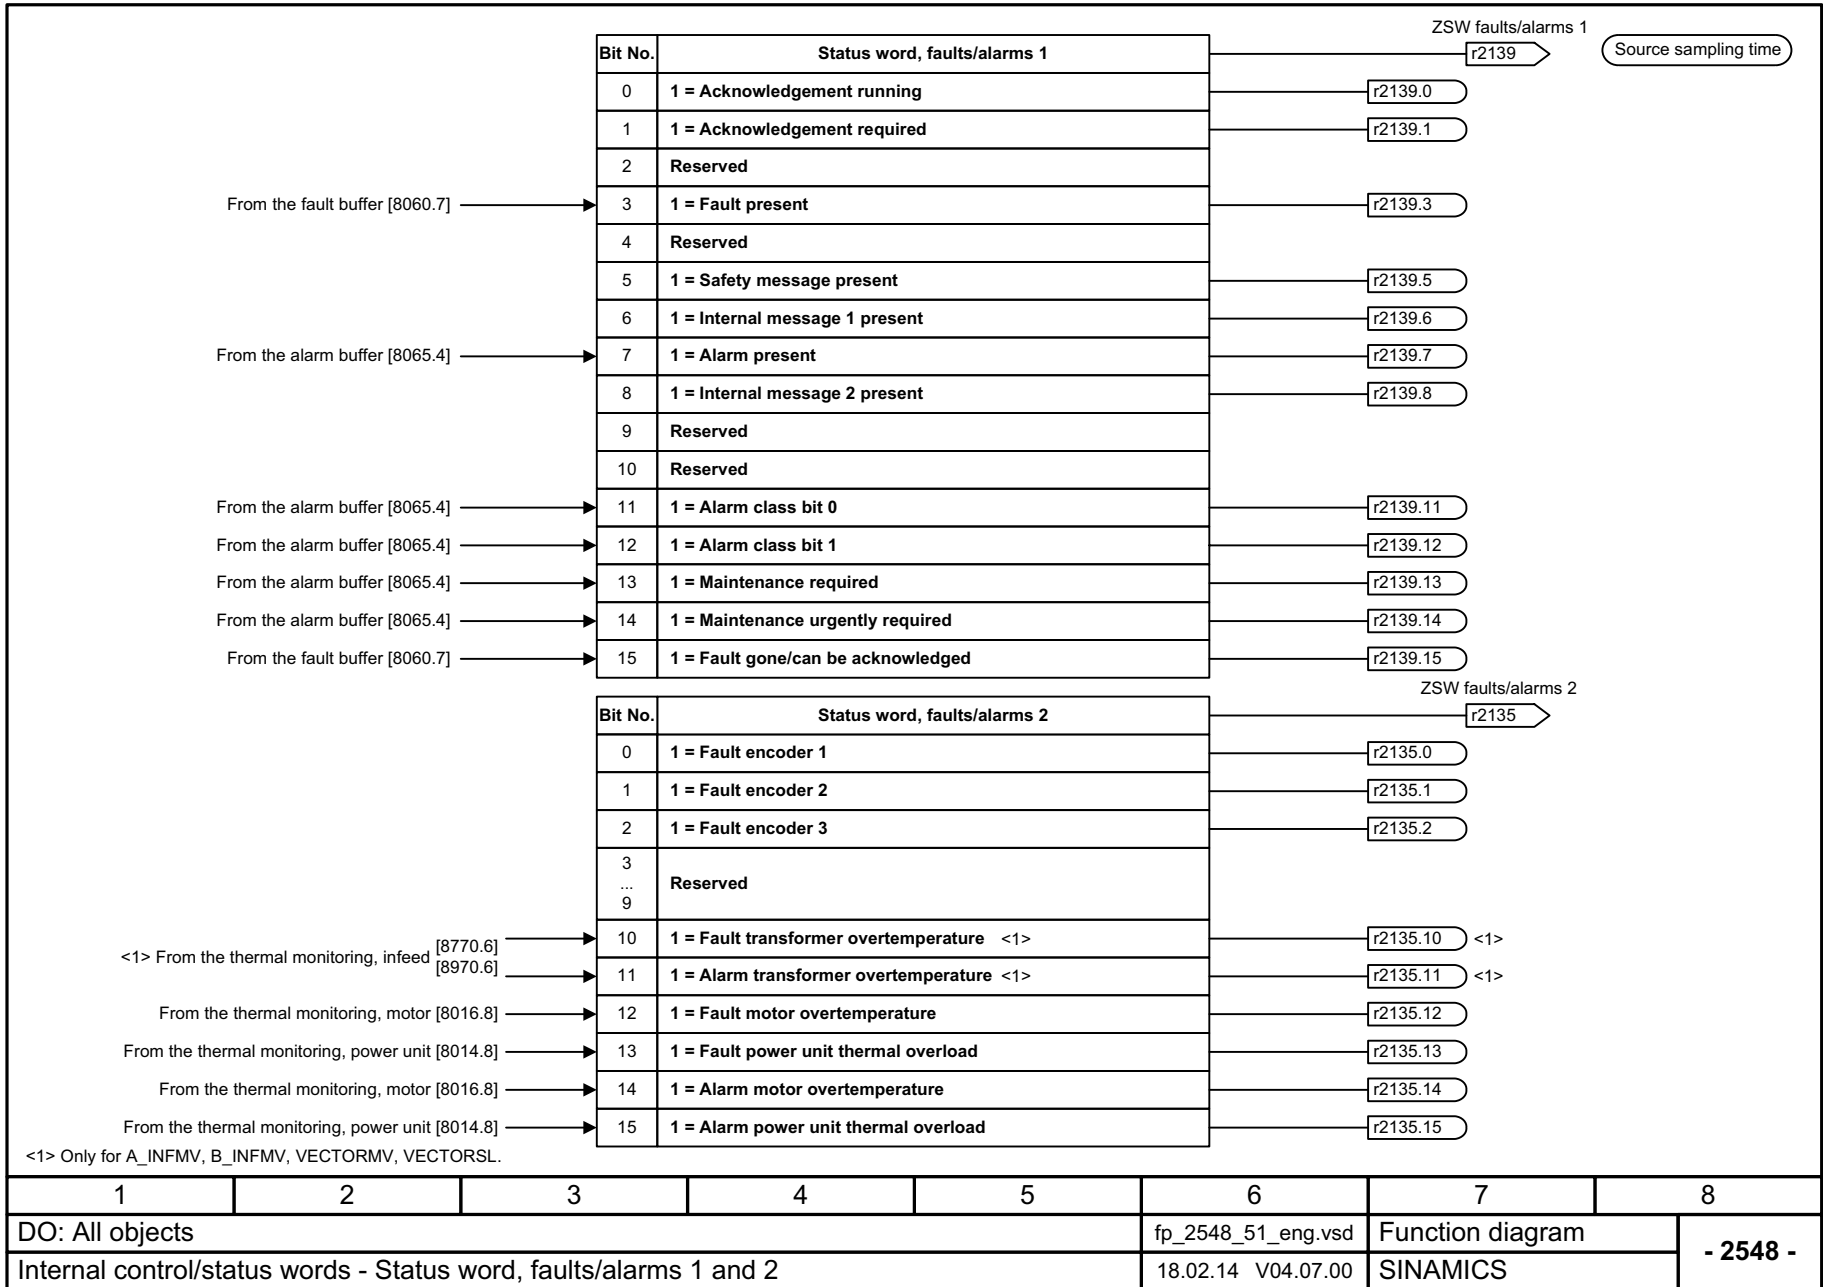 ZSW faults/alarms 1
Bit No. Status word, faults/alarms 1 r2139 Source sampling time
0 1 = Acknowledgement running r2139.0
1 1 = Acknowledgement required r2139.1
2 Reserved
From the fault buffer [8060.7] 3 1 = Fault present r2139.3
4 Reserved
5 1 = Safety message present r2139.5
6 1 = Internal message 1 present r2139.6
From the alarm buffer [8065.4] 7 1 = Alarm present r2139.7
8 1 = Internal message 2 present r2139.8
9 Reserved
10 Reserved
From the alarm buffer [8065.4] 11 1 = Alarm class bit 0 r2139.11
From the alarm buffer [8065.4] 12 1 = Alarm class bit 1 r2139.12
From the alarm buffer [8065.4] 13 1 = Maintenance required r2139.13
From the alarm buffer [8065.4] 14 1 = Maintenance urgently required r2139.14
From the fault buffer [8060.7] 15 1 = Fault gone/can be acknowledged r2139.15
ZSW faults/alarms 2
Bit No. Status word, faults/alarms 2 r2135
0 1 = Fault encoder 1 r2135.0
1 1 = Fault encoder 2 r2135.1
2 1 = Fault encoder 3 r2135.2
3
... Reserved
9
<1> From the thermal monitoring, infeed [8770.6] 10 1 = Fault transformer overtemperature <1> r2135.10 <1>
[8970.6] 11 1 = Alarm transformer overtemperature <1> r2135.11 <1>
From the thermal monitoring, motor [8016.8] 12 1 = Fault motor overtemperature r2135.12
From the thermal monitoring, power unit [8014.8] 13 1 = Fault power unit thermal overload r2135.13
From the thermal monitoring, motor [8016.8] 14 1 = Alarm motor overtemperature r2135.14
From the thermal monitoring, power unit [8014.8] 15 1 = Alarm power unit thermal overload r2135.15
<1> Only for A_INFMV, B_INFMV, VECTORMV, VECTORSL.
1 2 3 4 5 6 7 8
DO: All objects fp_2548_51_eng.vsd Function diagram - 2548 -
Internal control/status words - Status word, faults/alarms 1 and 2 18.02.14 V04.07.00 SINAMICS